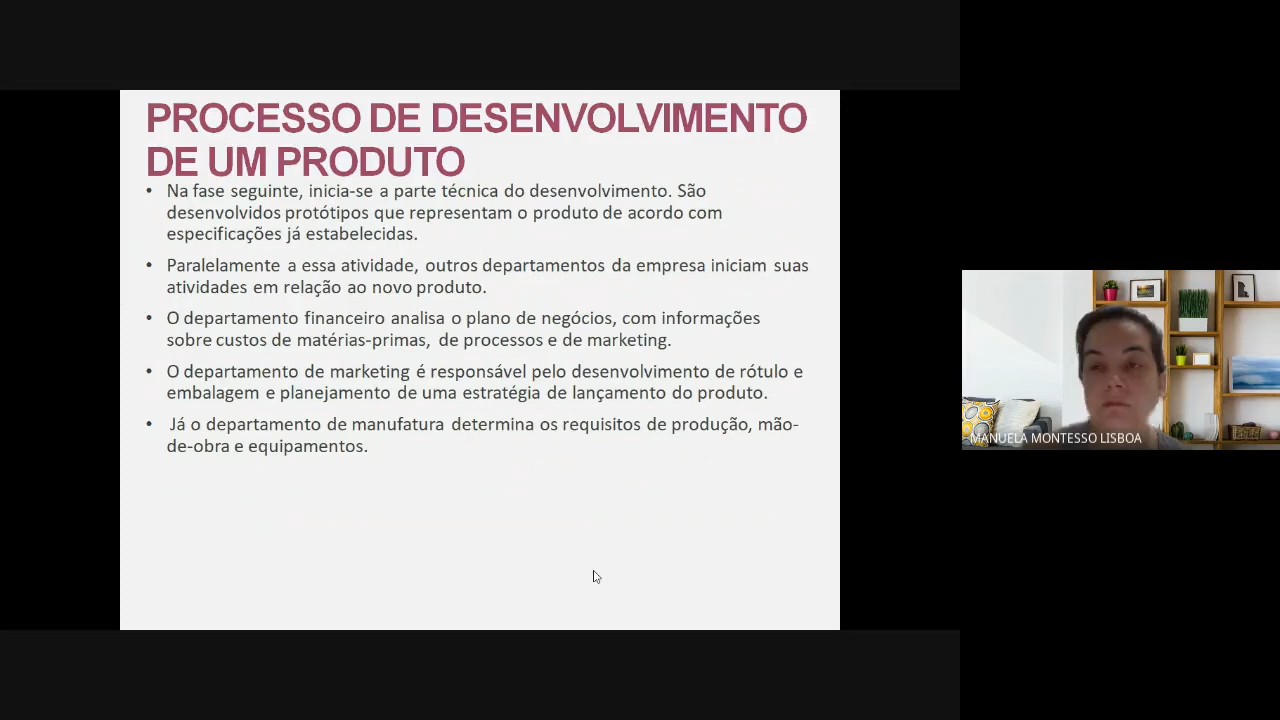 PROCESSO DE DESENVOLVIMENTO
DE UM PRODUTO
• Na fase seguinte, inicia-se a parte técnica do desenvolvimento. São
desenvolvidos protótipos que representam o produto de acordo com
especificações já estabelecidas.
• Paralelamente a essa atividade, outros departamentos da empresa iniciam suas
atividades em relação ao novo produto.
• O departamento financeiro analisa o plano de negócios, com informações
sobre custos de matérias-primas, de processos e de marketing.
• O departamento de marketing é responsável pelo desenvolvimento de rótulo e
embalagem e planejamento de uma estratégia de lançamento do produto.
• Já o departamento de manufatura determina os requisitos de produção, mão-
de-obra e equipamentos.
MANUELA MONTESSO LISBOA